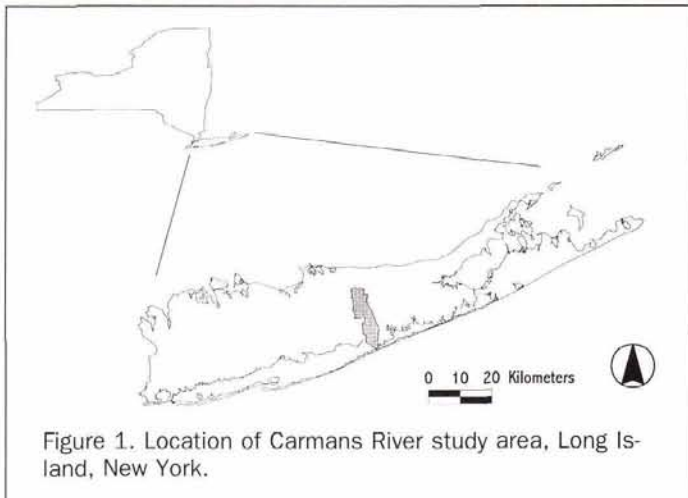 0 10 20 Kilometers
Figure 1. Location of Carmans River study area, Long Is-
land, New York.